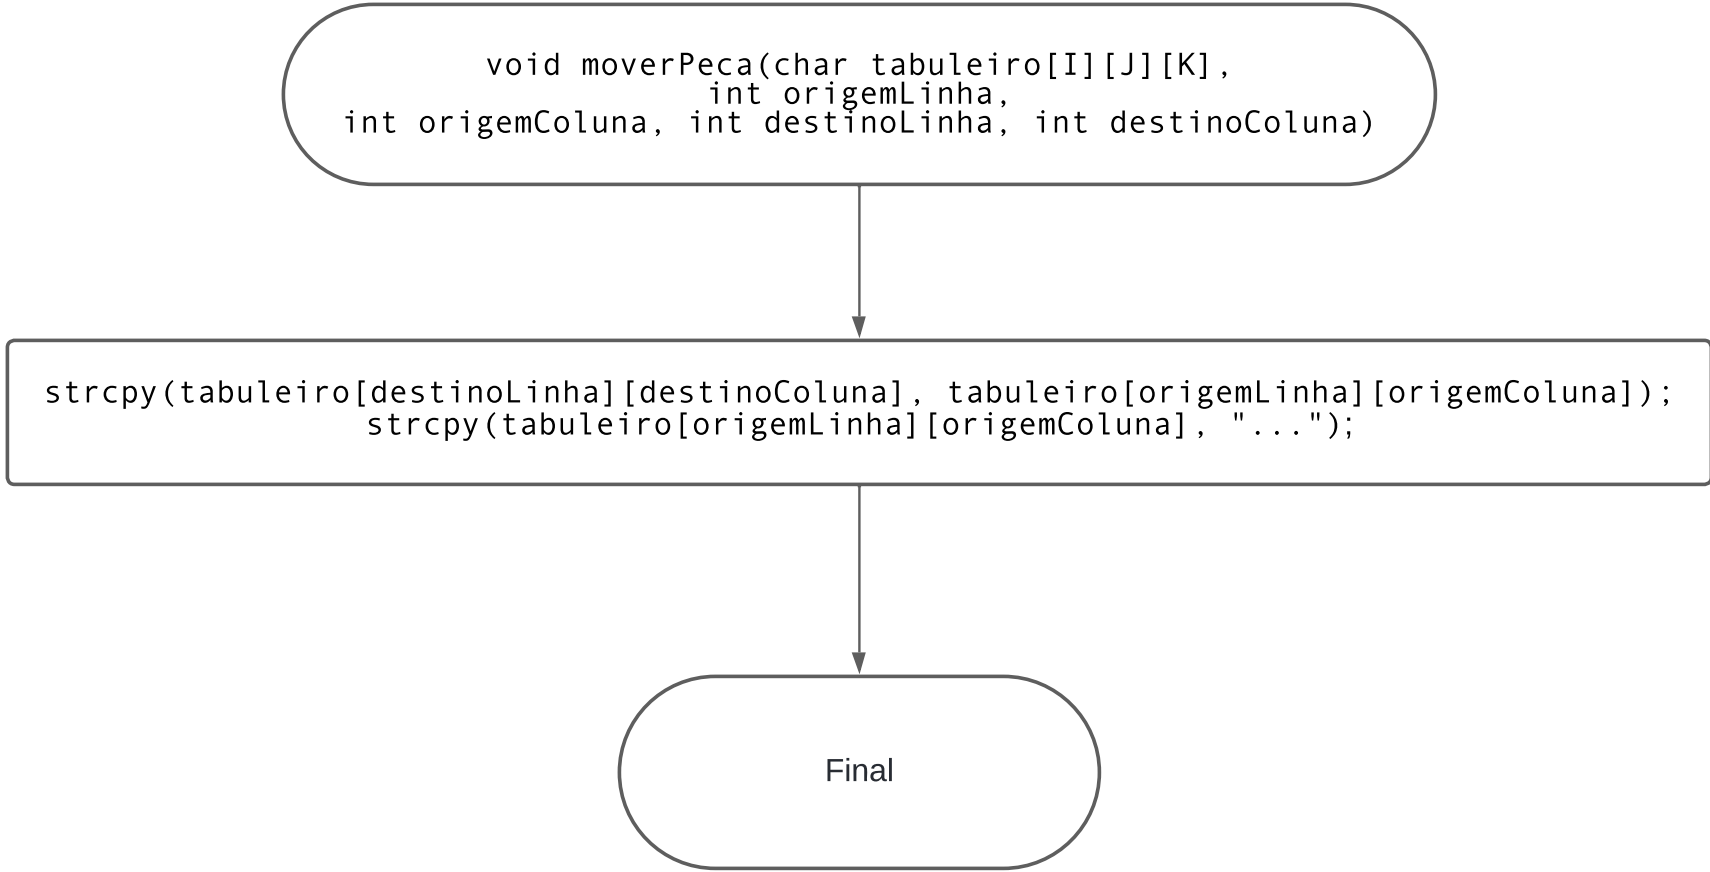 void moverPeca(char tabuleiro[I][J][K],
int origemLinha,
int origemColuna, int destinoLinha, int destinoColuna)
strcpy(tabuleiro[destinoLinha][destinoColuna], tabuleiro[origemLinha][origemColuna]);
strcpy(tabuleiro[origemLinha][origemColuna], "...");
Final